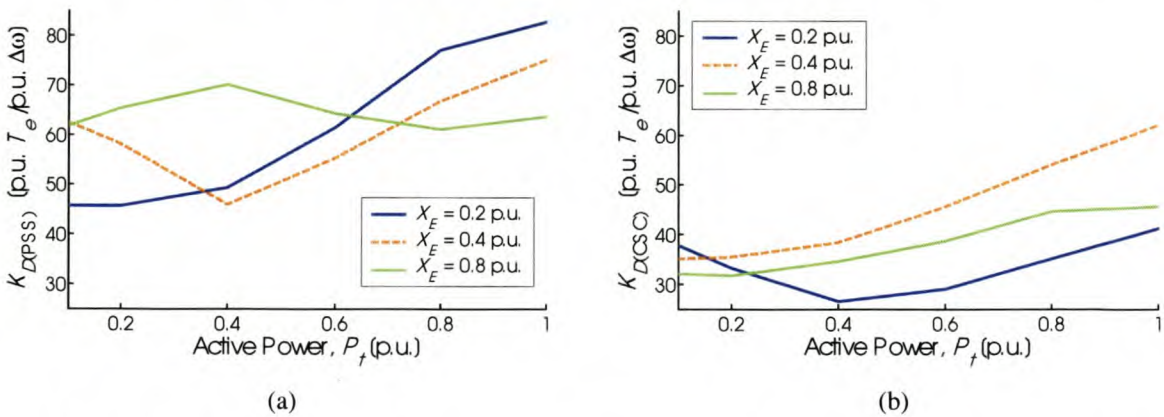 80
70
60
50
40
30
K_D(PSS) (p.u. T_e /p.u. Δω)
X_E = 0.2 p.u.
X_E = 0.4 p.u.
X_E = 0.8 p.u.
0.2 0.4 0.6 0.8 1
Active Power, P_t (p.u.)
(a)
80
70
60
50
40
30
K_D(CSC) (p.u. T_e /p.u. Δω)
X_E = 0.2 p.u.
X_E = 0.4 p.u.
X_E = 0.8 p.u.
0.2 0.4 0.6 0.8 1
Active Power, P_t (p.u.)
(b)